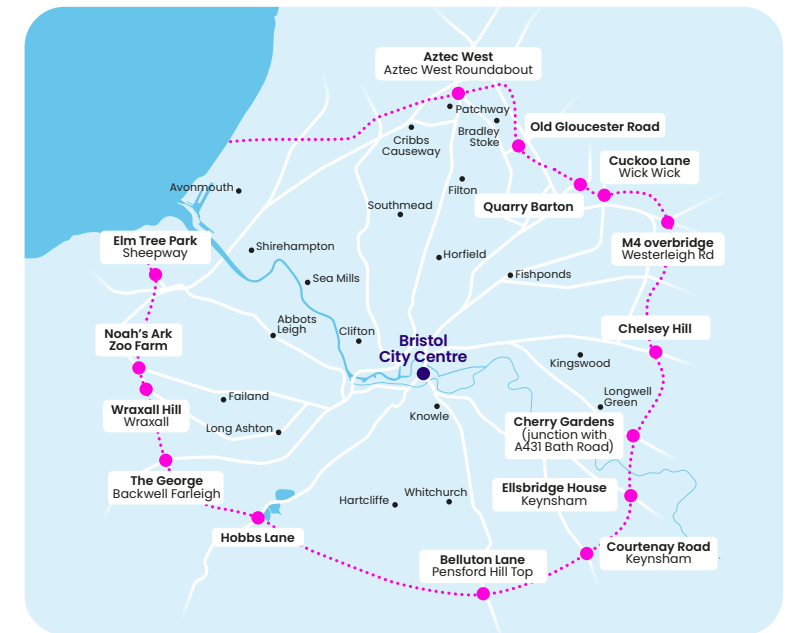 Aztec West
Aztec West Roundabout
Patchway
Bradley
Stoke
Old Gloucester Road
Cribbs
Causeway
Cuckoo Lane
Wick Wick
Avonmouth
Filton
Southmead
Quarry Barton
Elm Tree Park
Sheepway
Shirehampton
M4 overbridge
Westerleigh Rd
Horfield
Sea Mills
Fishponds
Abbots
Leigh
Clifton
Noah's Ark
Zoo Farm
Chelsey Hill
Bristol
City Centre
Kingswood
Failand
Longwell
Green
Wraxall Hill
Wraxall
Knowle
Long Ashton
Cherry Gardens
(junction with
A431 Bath Road)
The George
Backwell Farleigh
Ellsbridge House
Keynsham
Hartcliffe
Whitchurch
Hobbs Lane
Courtenay Road
Keynsham
Belluton Lane
Pensford Hill Top